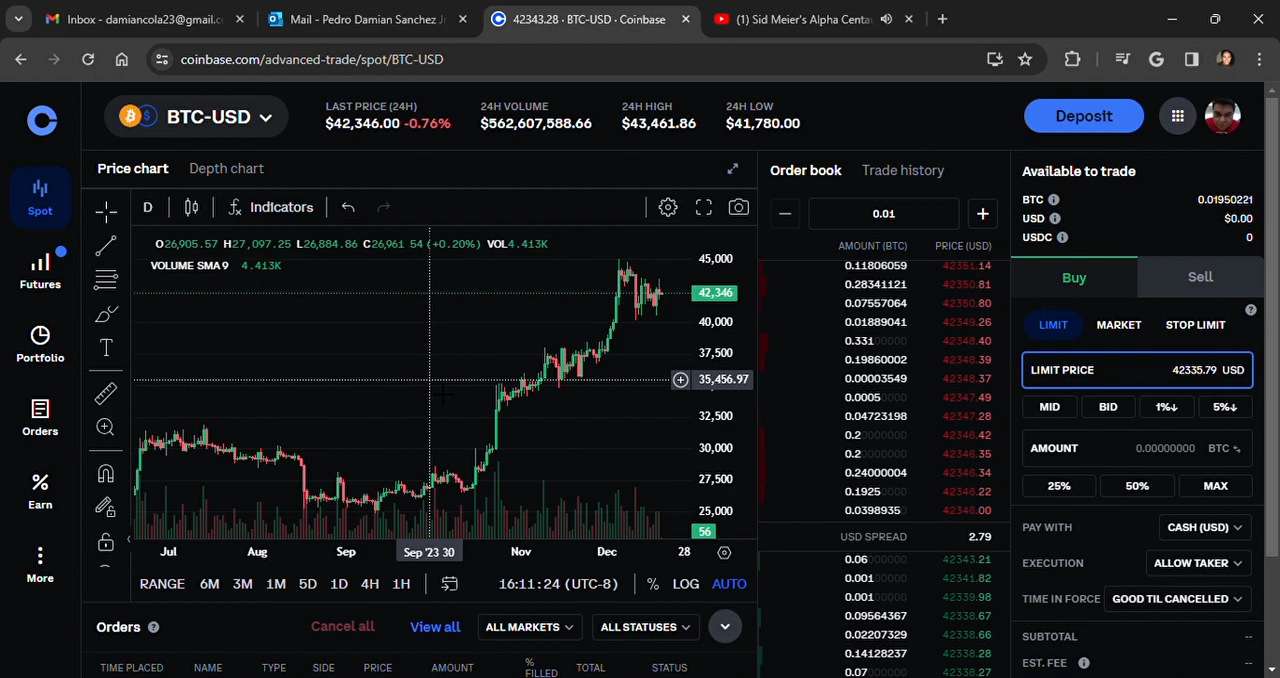 Inbox - damiancola23@gmail.c
Mail - Pedro Damian Sanchez Jr
42343.28 · BTC-USD - Coinbase
(1) Sid Meier's Alpha Centau
coinbase.com/advanced-trade/spot/BTC-USD
BTC-USD
LAST PRICE (24H)
$42,346.00 -0.76%
24H VOLUME
$562,607,588.66
24H HIGH
$43,461.86
24H LOW
$41,780.00
Deposit
Spot
Futures
Portfolio
Orders
Earn
More
Price chart
Depth chart
D
Indicators
O26,905.57 H27,097.25 L26,884.86 C26,961 54 (+0.20%) VOL4.413K
VOLUME SMA 9 4.413K
45,000
42,346
40,000
37,500
35,456.97
32,500
30,000
27,500
25,000
56
Jul
Aug
Sep
Sep '23 30
Nov
Dec
28
RANGE 6M 3M 1M 5D 1D 4H 1H
16:11:24 (UTC-8)
% LOG AUTO
Orders
Cancel all
View all
ALL MARKETS
ALL STATUSES
TIME PLACED NAME TYPE SIDE PRICE AMOUNT % FILLED TOTAL STATUS
Order book
Trade history
0.01
AMOUNT (BTC) PRICE (USD)
0.11806059 42351.14
0.28341121 42350.81
0.07557064 42350.80
0.01889041 42349.26
0.33100000 42348.40
0.19860002 42348.39
0.00003549 42348.37
0.00050000 42347.49
0.04723198 42347.28
0.20000000 42346.42
0.20000000 42346.35
0.24000004 42346.34
0.19250000 42346.22
0.03989350 42346.00
USD SPREAD 2.79
0.06000000 42343.21
0.00100000 42341.82
0.00100000 42339.98
0.09564367 42338.67
0.02207329 42338.66
0.14128237 42338.28
0.07000000 42338.27
Available to trade
BTC 0.01950221
USD $0.00
USDC 0
Buy
Sell
LIMIT
MARKET
STOP LIMIT
LIMIT PRICE 42335.79 USD
MID
BID
1%↓
5%↓
AMOUNT 0.00000000 BTC
25%
50%
MAX
PAY WITH CASH (USD)
EXECUTION ALLOW TAKER
TIME IN FORCE GOOD TIL CANCELLED
SUBTOTAL --
EST. FEE --